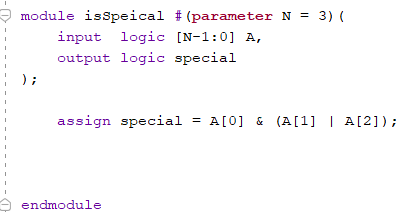 module isSpeical #(parameter N = 3)(
input logic [N-1:0] A,
output logic special
);
assign special = A[0] & (A[1] | A[2]);
endmodule